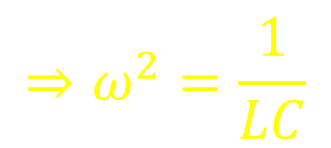 ⇒ ω² = 1/LC